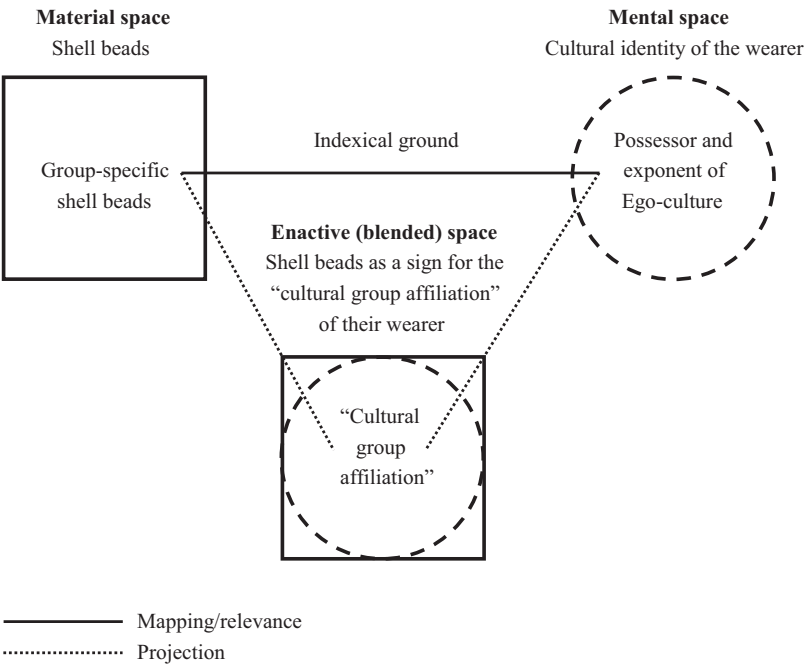 Material space
Shell beads
Mental space
Cultural identity of the wearer
Group-specific
shell beads
Indexical ground
Possessor and
exponent of
Ego-culture
Enactive (blended) space
Shell beads as a sign for the
“cultural group affiliation”
of their wearer
“Cultural
group
affiliation”
Mapping/relevance
Projection